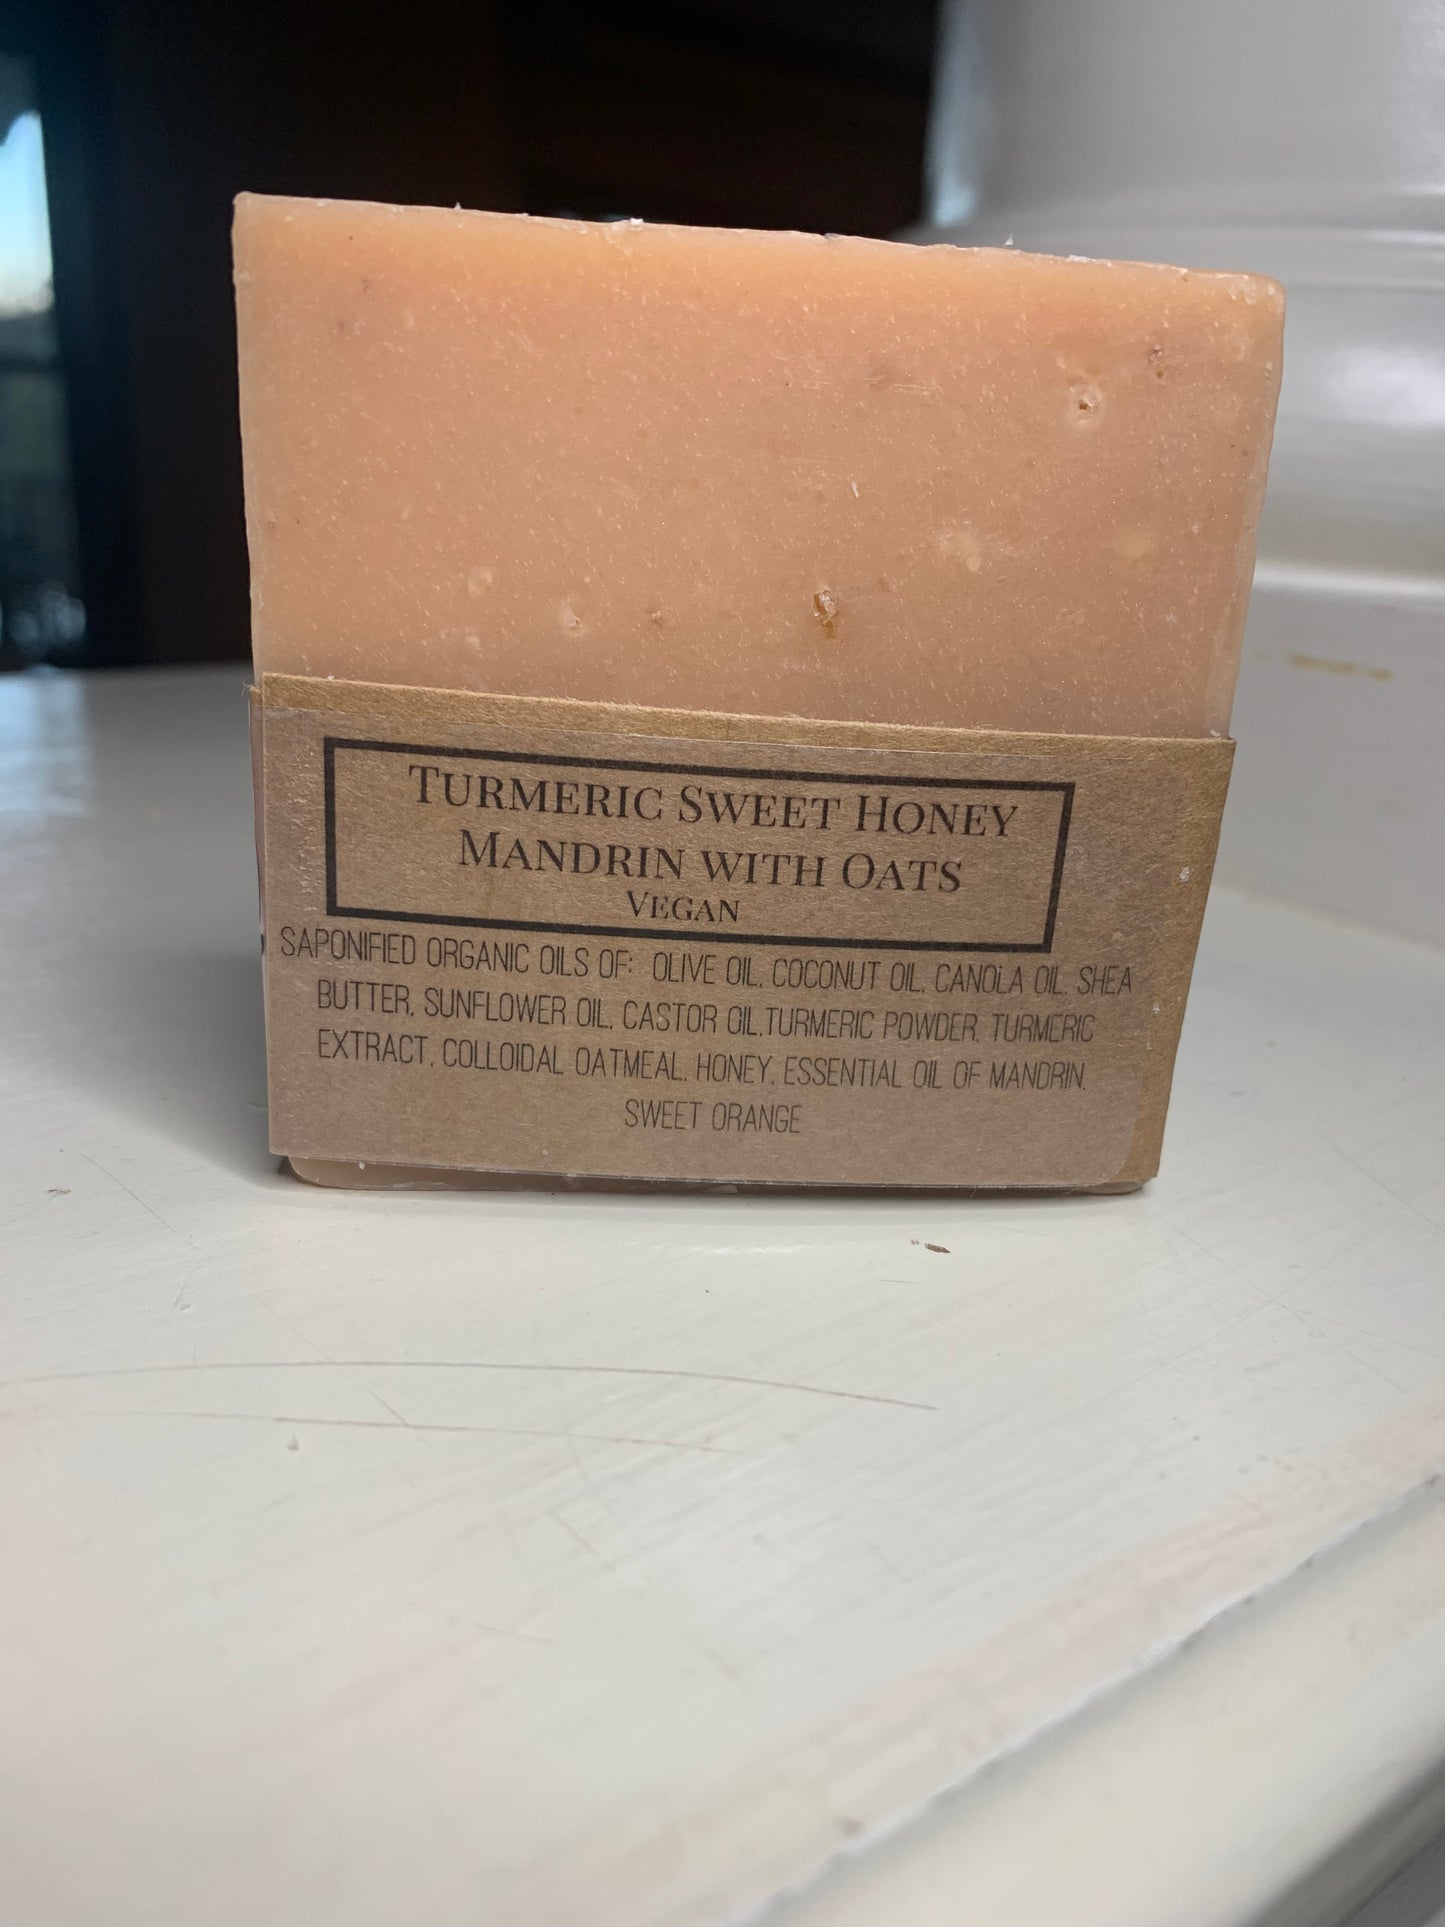 Turmeric Sweet Honey
Mandrin with Oats
Vegan
SAPONIFIED ORGANIC OILS OF: OLIVE OIL, COCONUT OIL, CANOLA OIL, SHEA
BUTTER, SUNFLOWER OIL, CASTOR OIL,TURMERIC POWDER, TURMERIC
EXTRACT, COLLOIDAL OATMEAL, HONEY, ESSENTIAL OIL OF MANDRIN,
SWEET ORANGE